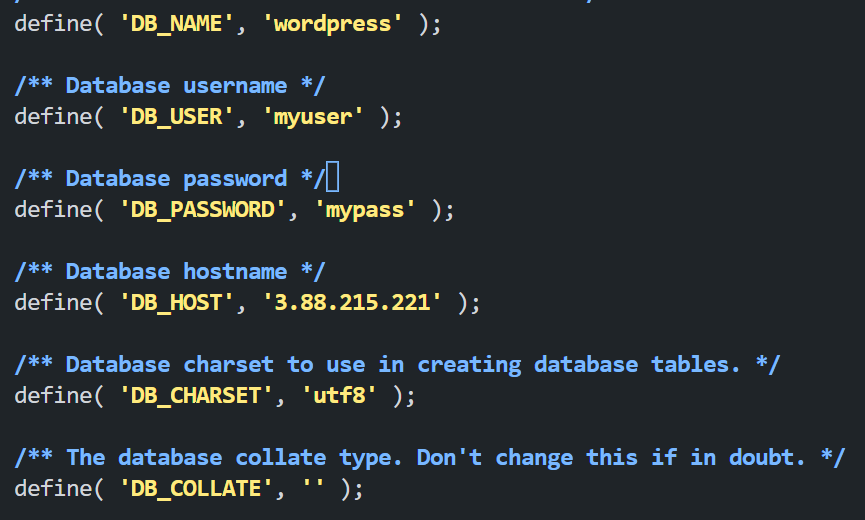 define( 'DB_NAME', 'wordpress' );
/** Database username */
define( 'DB_USER', 'myuser' );
/** Database password */
define( 'DB_PASSWORD', 'mypass' );
/** Database hostname */
define( 'DB_HOST', '3.88.215.221' );
/** Database charset to use in creating database tables. */
define( 'DB_CHARSET', 'utf8' );
/** The database collate type. Don't change this if in doubt. */
define( 'DB_COLLATE', '' );